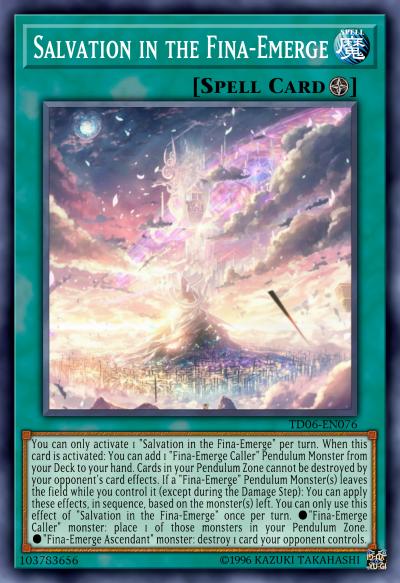 SALVATION IN THE FINA-EMERGE
SPELL
魔
[SPELL CARD]
TD06-EN076
You can only activate 1 "Salvation in the Fina-Emerge" per turn. When this
card is activated: You can add 1 "Fina-Emerge Caller" Pendulum Monster from
your Deck to your hand. Cards in your Pendulum Zone cannot be destroyed
by your opponent's card effects. If a "Fina-Emerge" Pendulum Monster(s) leaves
the field while you control it (except during the Damage Step): You can apply
these effects, in sequence, based on the monster(s) left. You can only use this
effect of "Salvation in the Fina-Emerge" once per turn. ●"Fina-Emerge
Caller" monster: place 1 of those monsters in your Pendulum Zone.
●"Fina-Emerge Ascendant" monster: destroy 1 card your opponent controls.
103783656
©1996 KAZUKI TAKAHASHI